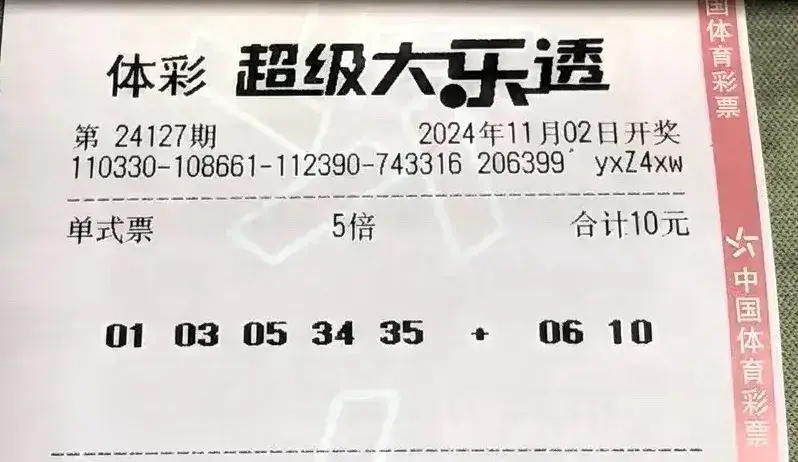 体彩 超级大乐透
第 24127期 2024年11月02日开奖
110330-108661-112390-743316 206399 yxZ4xw
单式票 5倍 合计10元
01 03 05 34 35 + 06 10
国体育彩票
中国体育彩票